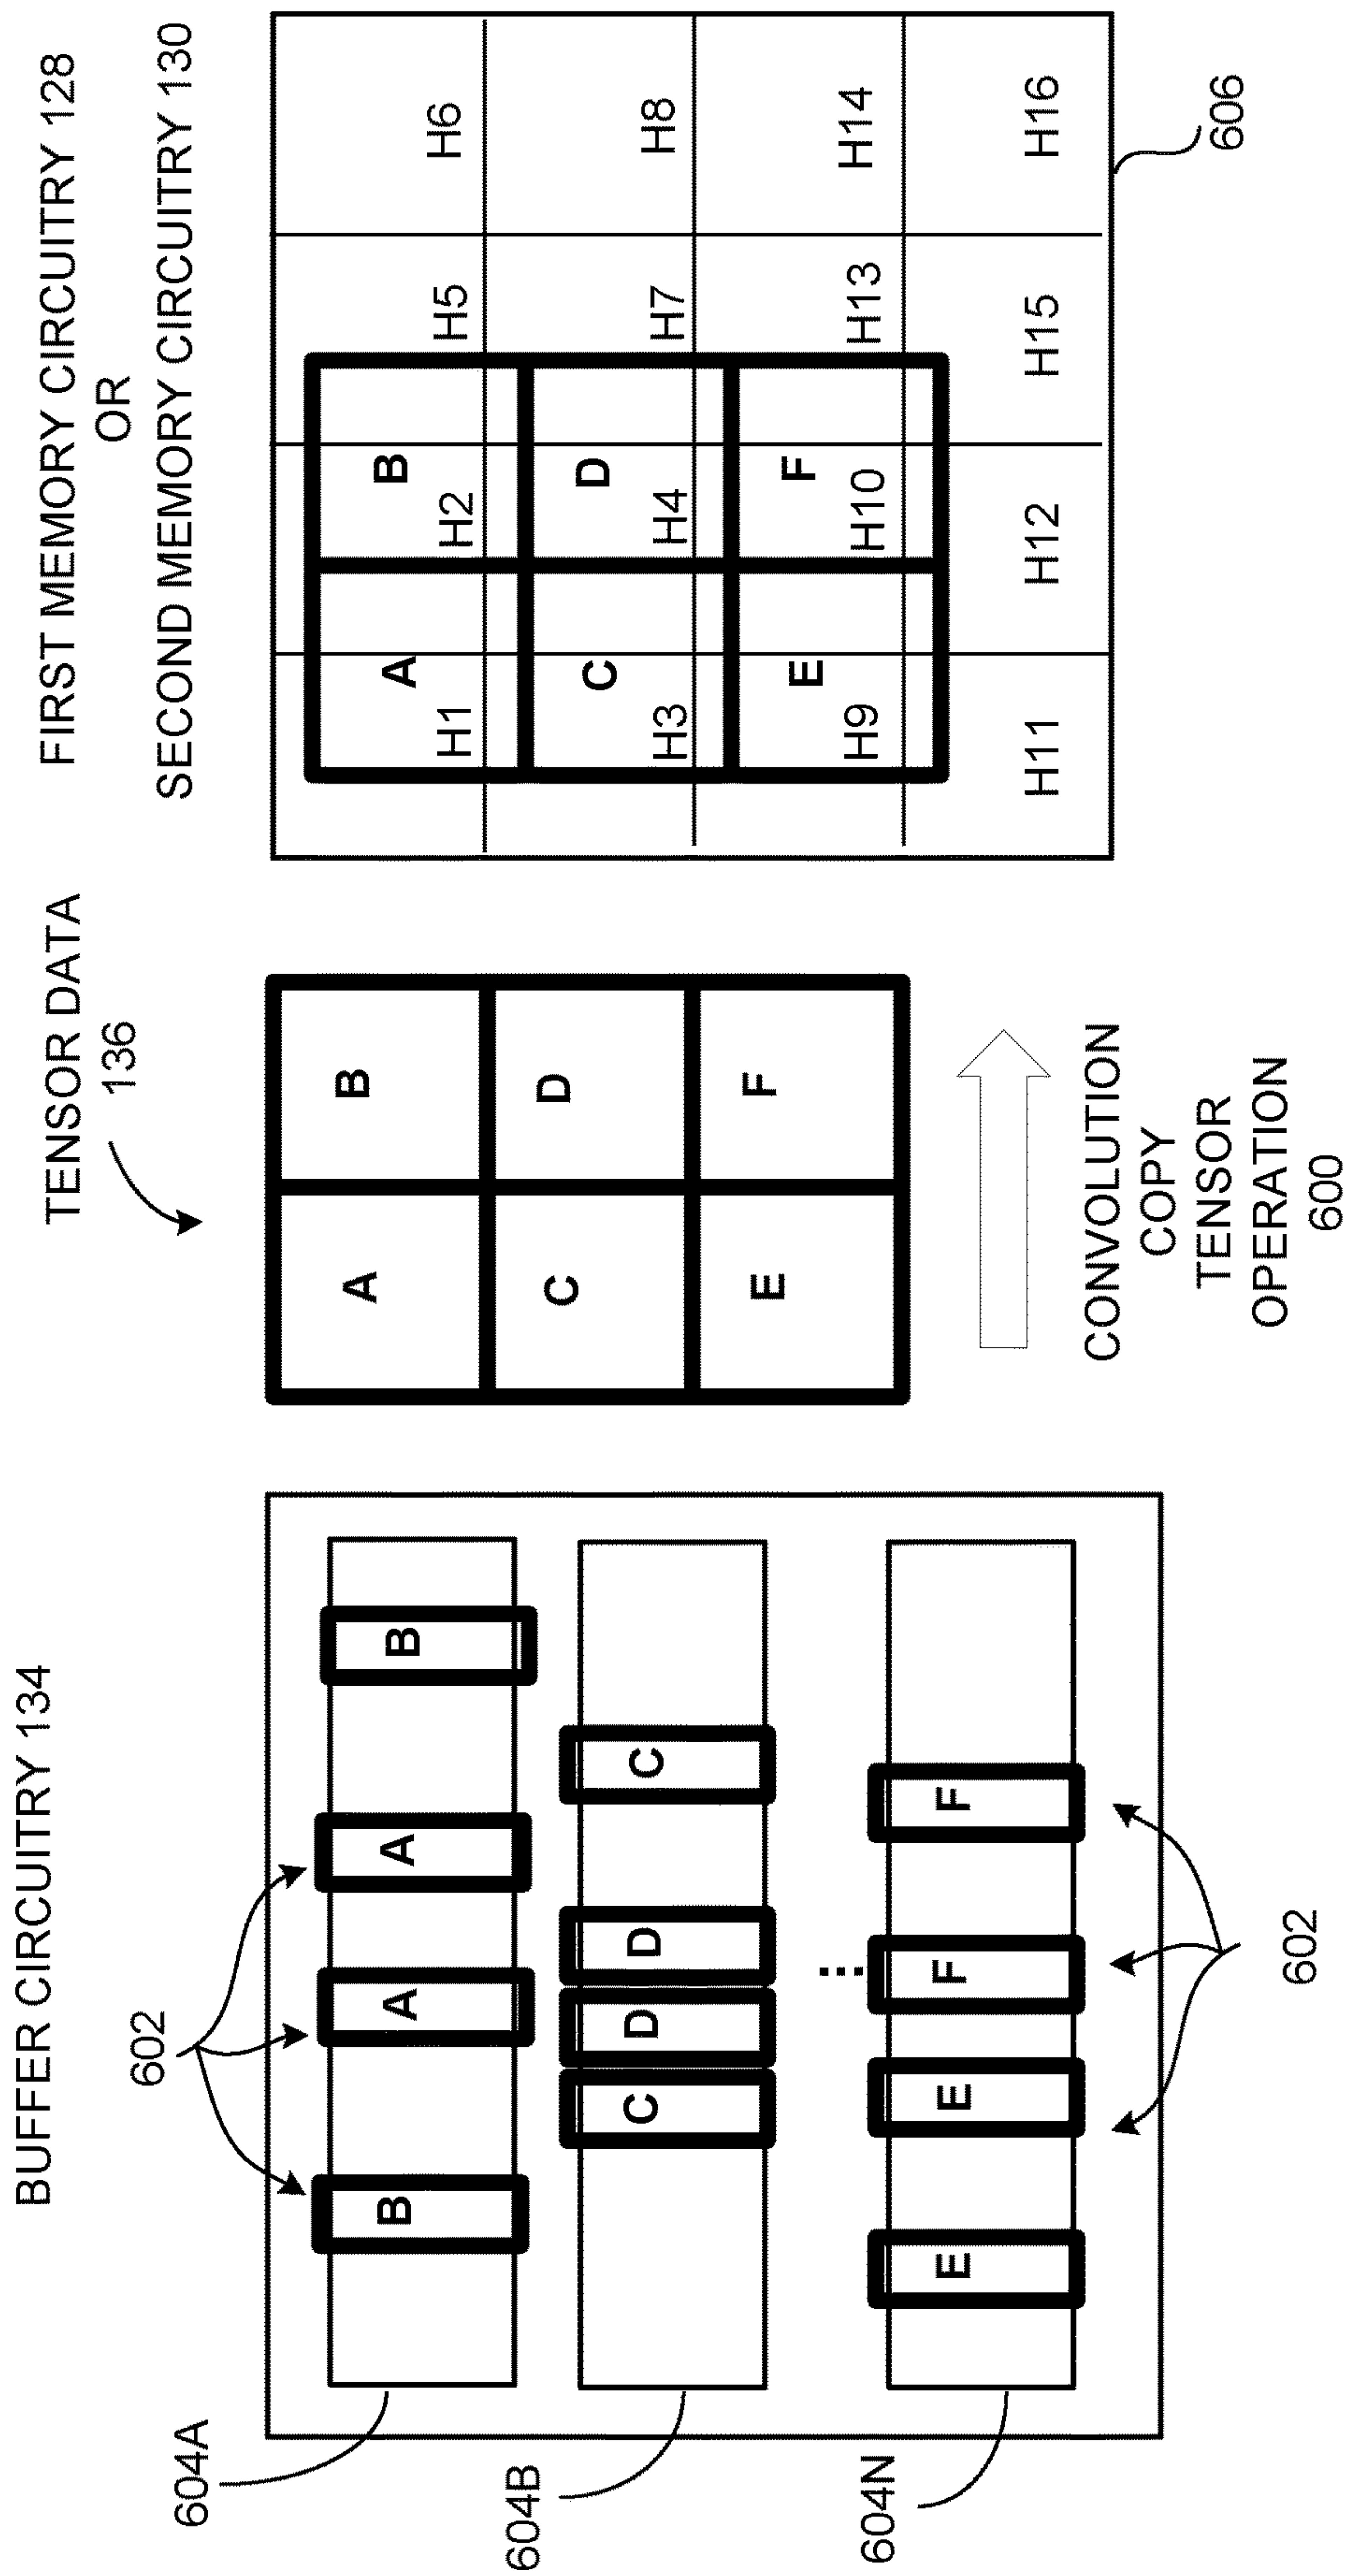 BUFFER CIRCUITRY 134
602
604A
B A A B
604B
C D D C
...
604N
E E F F
602
TENSOR DATA
136
A B
C D
E F
CONVOLUTION
COPY
TENSOR
OPERATION
600
FIRST MEMORY CIRCUITRY 128
OR
SECOND MEMORY CIRCUITRY 130
A B
H1 H2 H5 H6
C D
H3 H4 H7 H8
E F
H9 H10 H13 H14
H11 H12 H15 H16
606